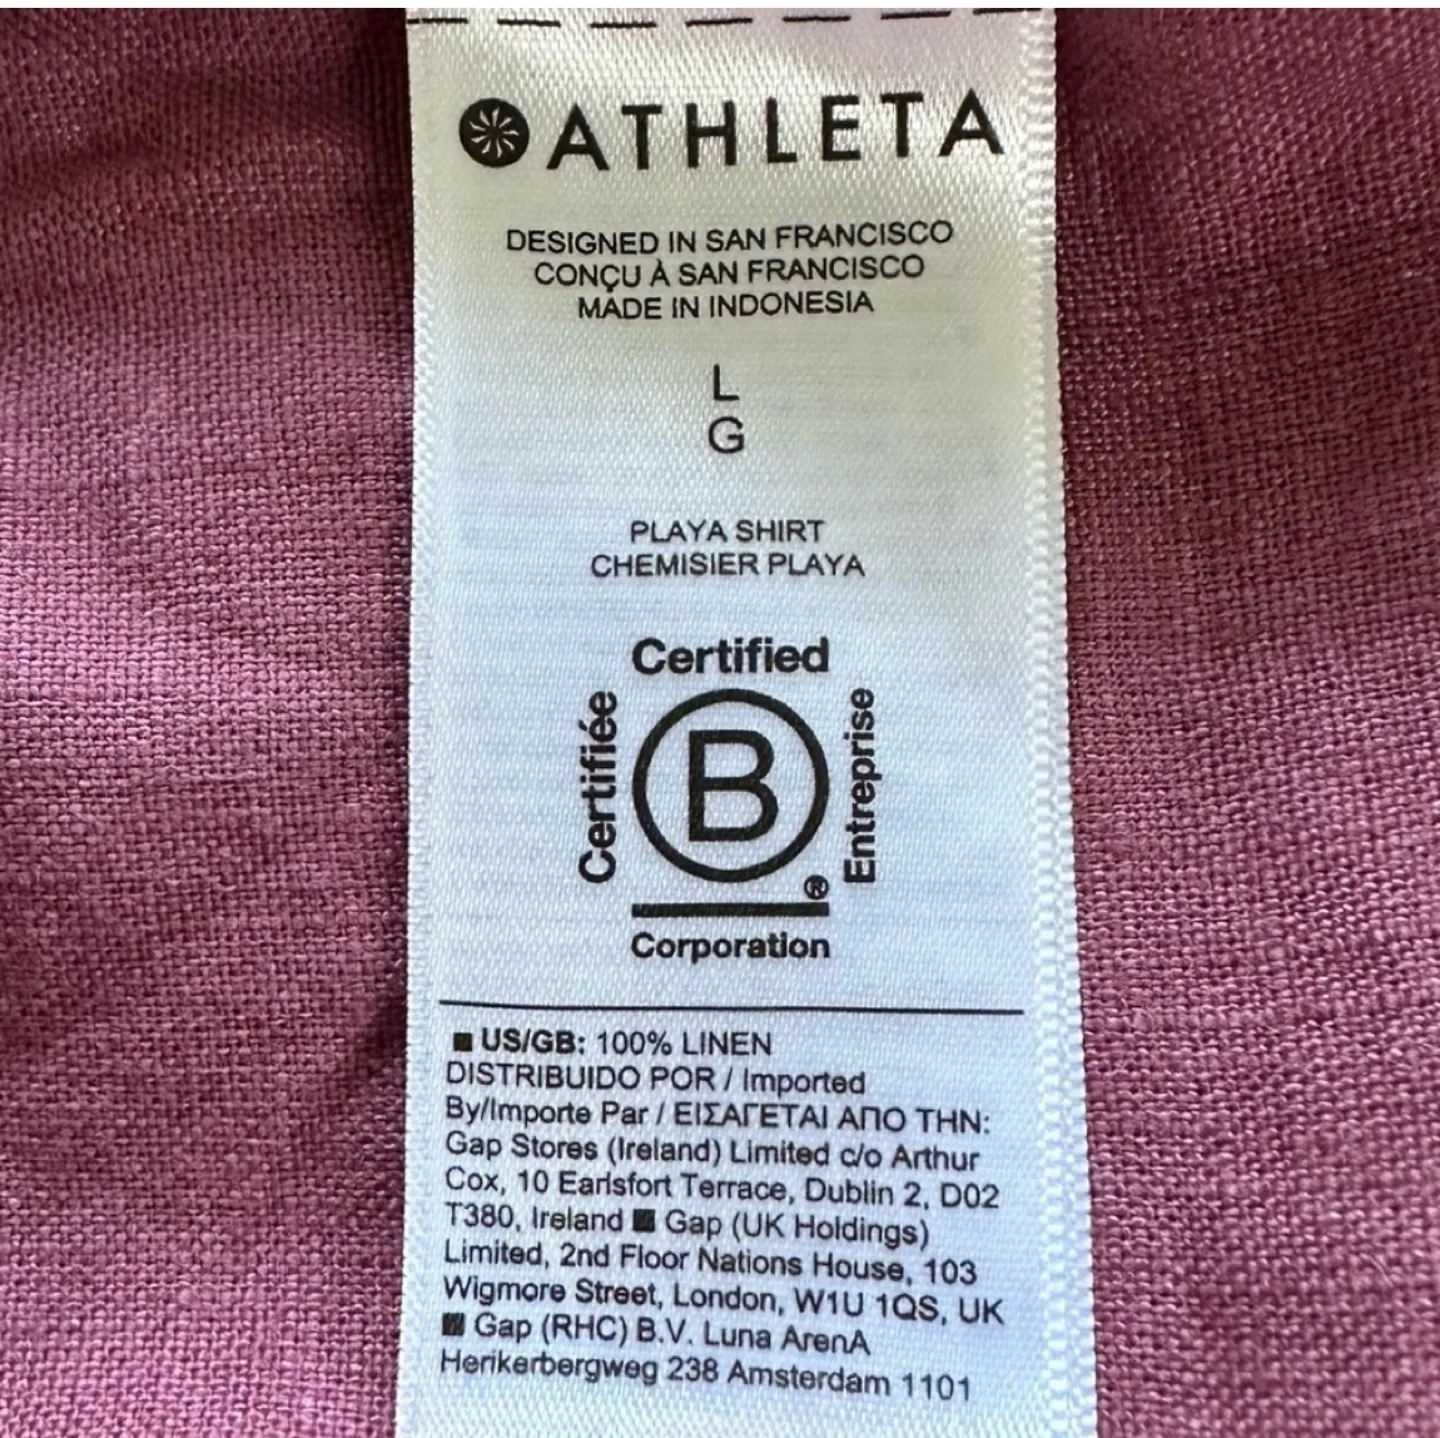 ATHLETA
DESIGNED IN SAN FRANCISCO
CONÇU À SAN FRANCISCO
MADE IN INDONESIA
L
G
PLAYA SHIRT
CHEMISIER PLAYA
Certified
Certifiée
B
Entreprise
®
Corporation
■ US/GB: 100% LINEN
DISTRIBUIDO POR / Imported
By/Importe Par / ΕΙΣΑΓΕΤΑΙ ΑΠΟ ΤΗΝ:
Gap Stores (Ireland) Limited c/o Arthur
Cox, 10 Earlsfort Terrace, Dublin 2, D02
T380, Ireland ■ Gap (UK Holdings)
Limited, 2nd Floor Nations House, 103
Wigmore Street, London, W1U 1QS, UK
■ Gap (RHC) B.V. Luna ArenA
Herikerbergweg 238 Amsterdam 1101